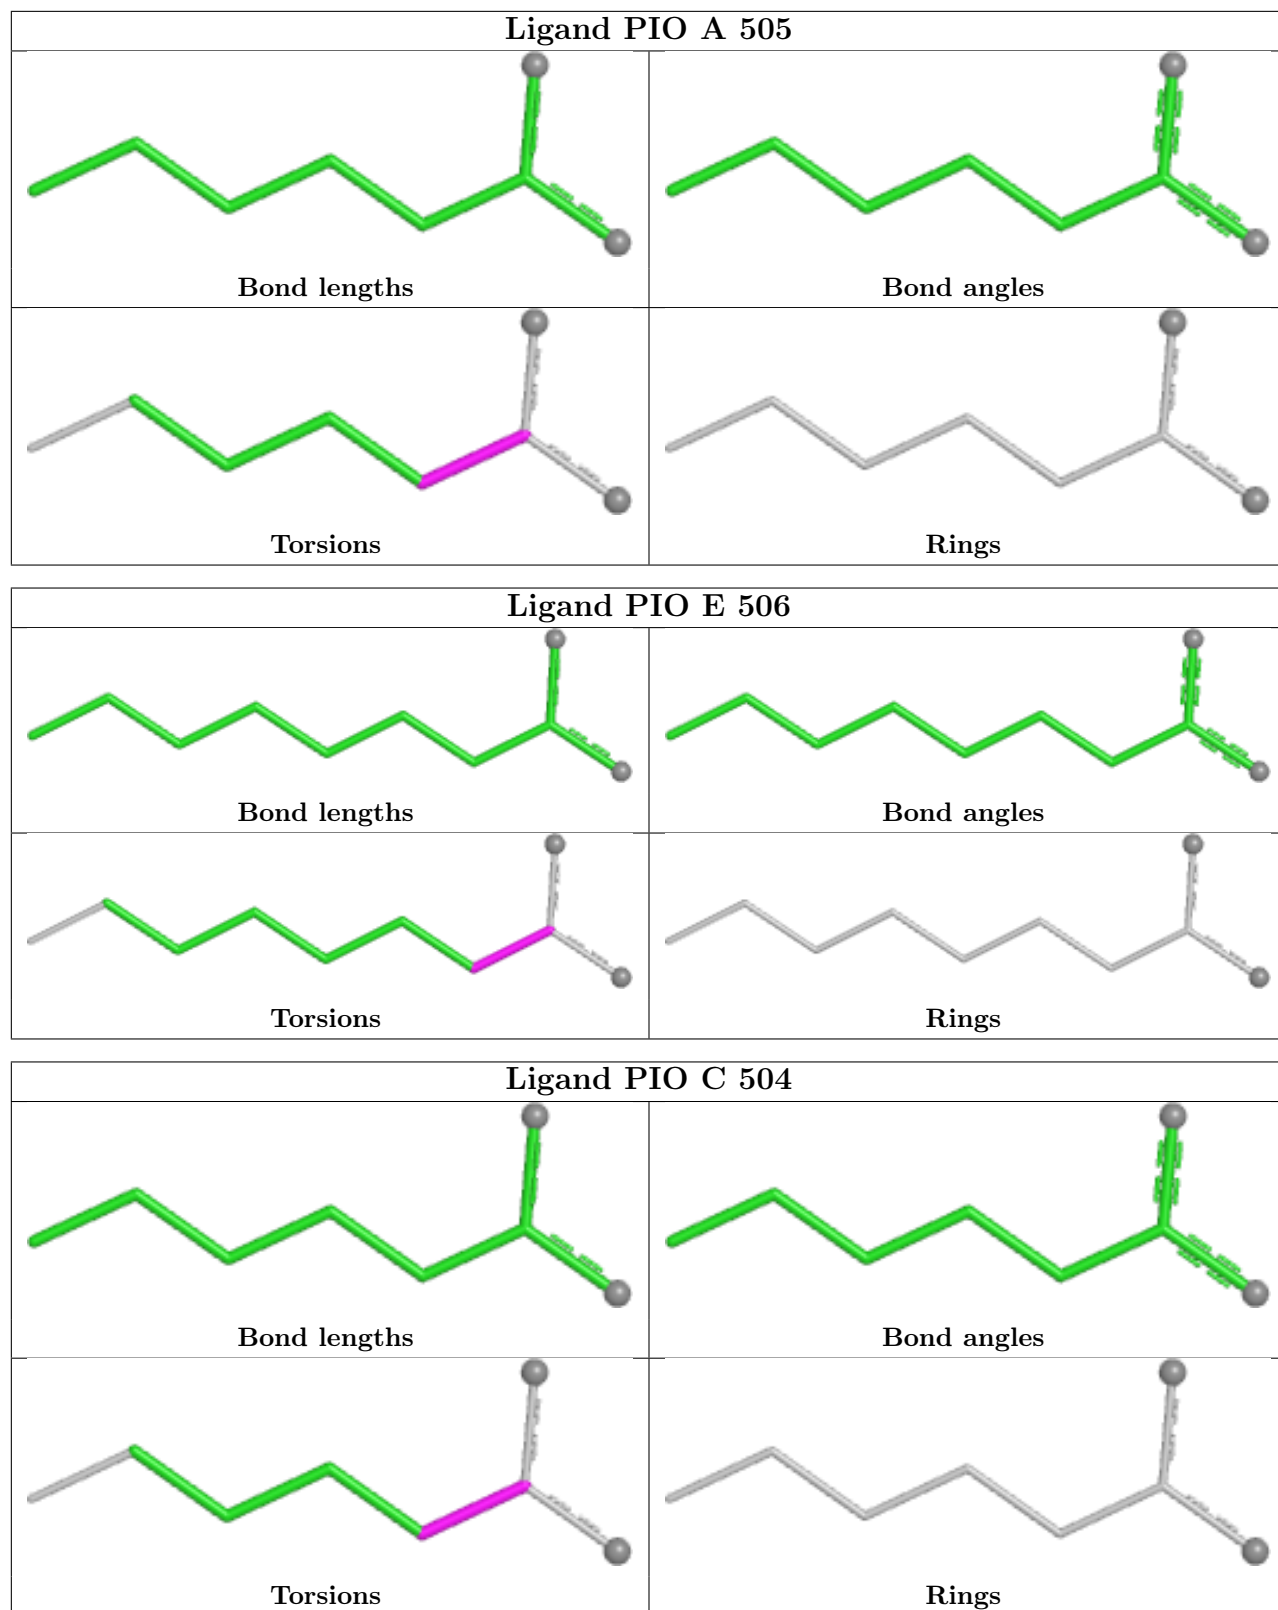 Ligand PIO A 505
Bond lengths
Bond angles
Torsions
Rings
Ligand PIO E 506
Bond lengths
Bond angles
Torsions
Rings
Ligand PIO C 504
Bond lengths
Bond angles
Torsions
Rings